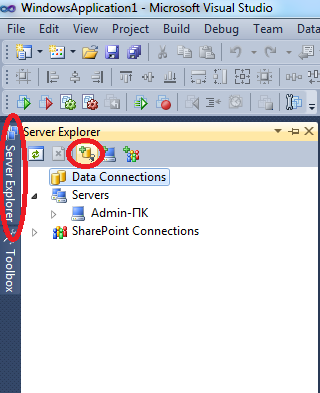 WindowsApplication1 - Microsoft Visual Studio
File Edit View Project Build Debug Team Data
Server Explorer
Server Explorer
Toolbox
Data Connections
Servers
Admin-ПК
SharePoint Connections